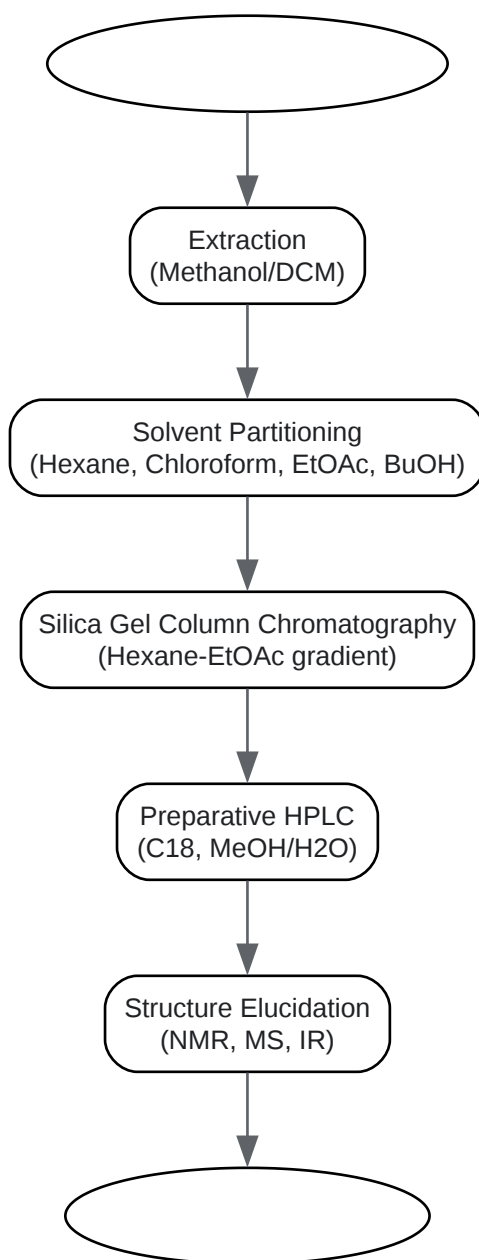 Extraction
(Methanol/DCM)
Solvent Partitioning
(Hexane, Chloroform, EtOAc, BuOH)
Silica Gel Column Chromatography
(Hexane-EtOAc gradient)
Preparative HPLC
(C18, MeOH/H2O)
Structure Elucidation
(NMR, MS, IR)